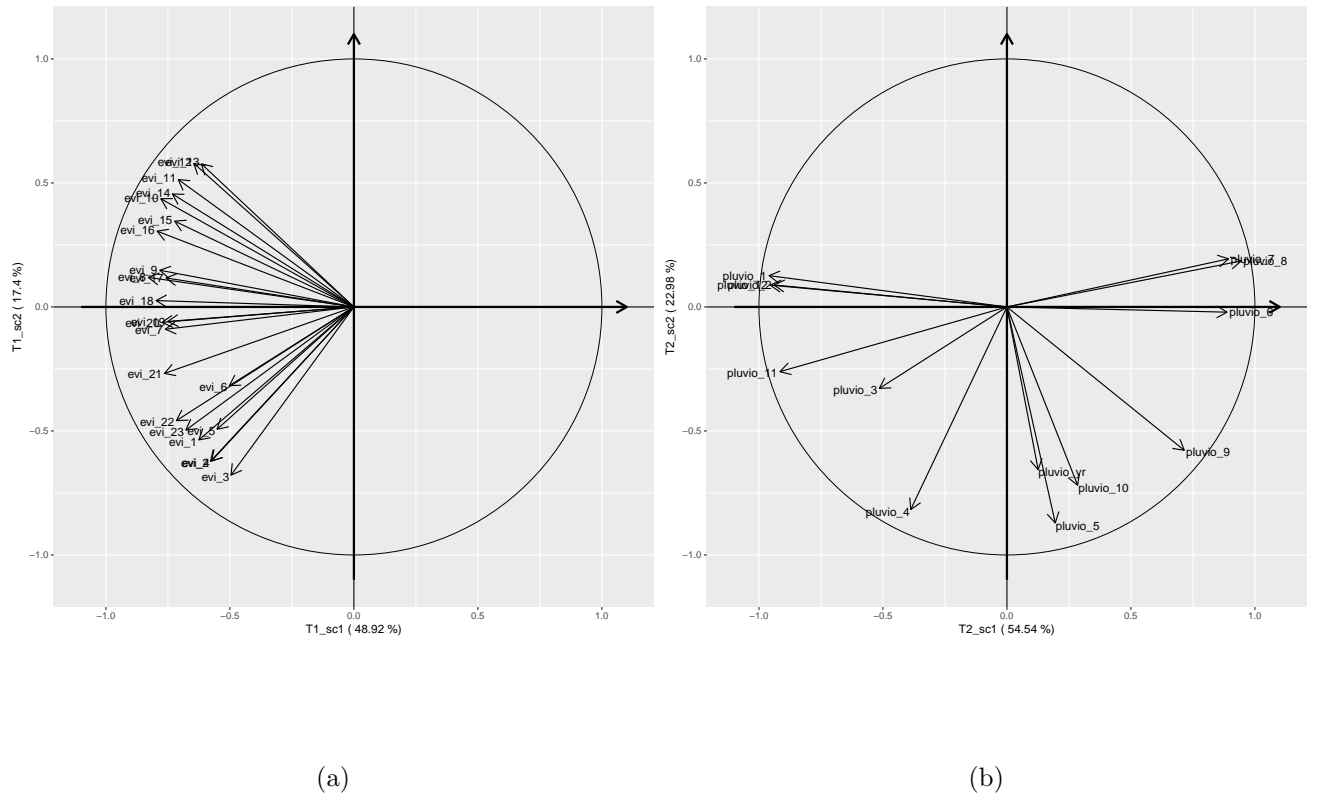 1.0
0.5
0.0
−0.5
−1.0
T1_sc2 ( 17.4 %)
evi_11
evi_14
evi_10
evi_15
evi_16
evi_9
evi_18
evi_7
evi_21
evi_6
evi_22
evi_23
evi_5
evi_1
evi_3
−1.0 −0.5 0.0 0.5 1.0
T1_sc1 ( 48.92 %)
(a)
1.0
0.5
0.0
−0.5
−1.0
T2_sc2 ( 22.98 %)
pluvio_7
pluvio_8
pluvio_1
pluvio_6
pluvio_11
pluvio_3
pluvio_9
pluvio_yr
pluvio_10
pluvio_4
pluvio_5
−1.0 −0.5 0.0 0.5 1.0
T2_sc1 ( 54.54 %)
(b)